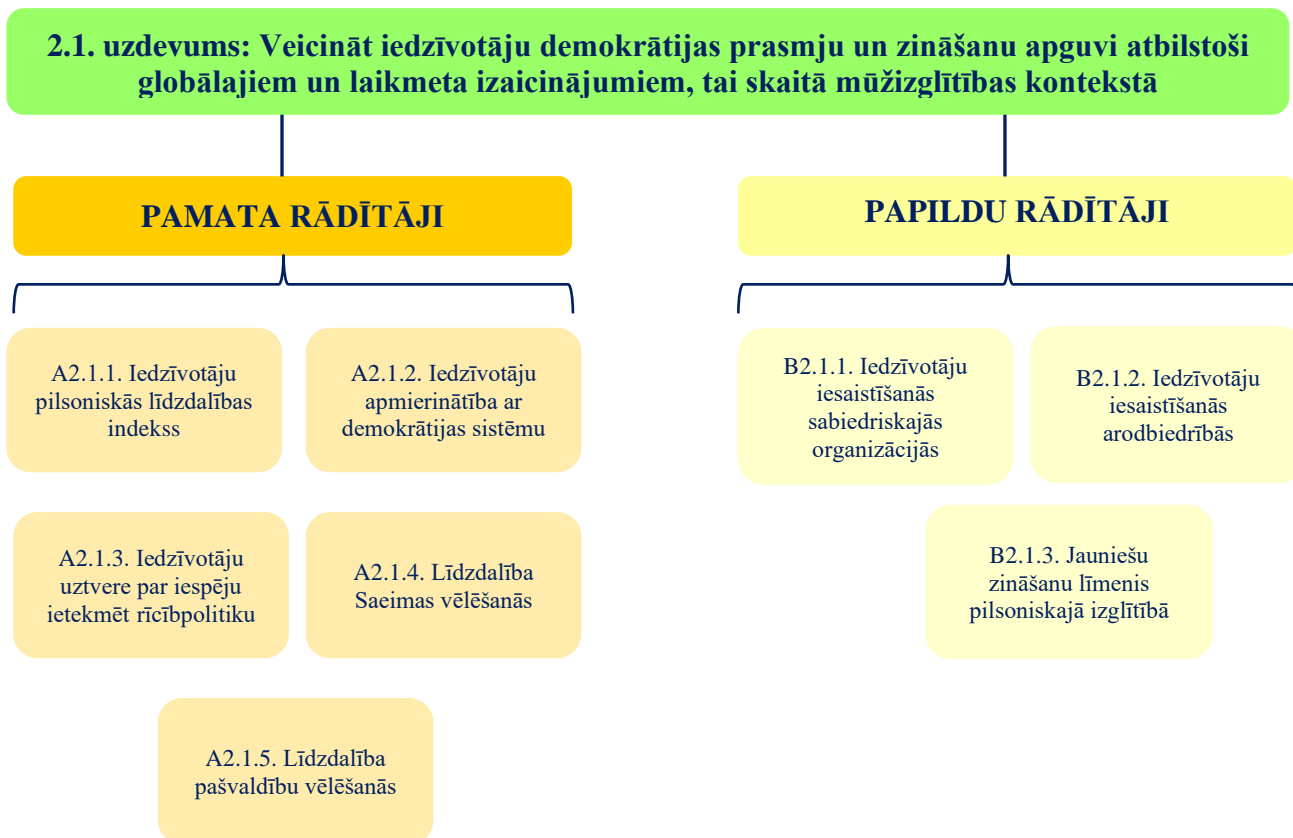 2.1. uzdevums: Veicināt iedzīvotāju demokrātijas prasmju un zināšanu apguvi atbilstoši
globālajiem un laikmeta izaicinājumiem, tai skaitā mūžizglītības kontekstā
PAMATA RĀDĪTĀJI
A2.1.1. Iedzīvotāju
pilsoniskās līdzdalības
indekss
A2.1.2. Iedzīvotāju
apmierinātība ar
demokrātijas sistēmu
A2.1.3. Iedzīvotāju
uztvere par iespēju
ietekmēt rīcībpolitiku
A2.1.4. Līdzdalība
Saeimas vēlēšanās
A2.1.5. Līdzdalība
pašvaldību vēlēšanās
PAPILDU RĀDĪTĀJI
B2.1.1. Iedzīvotāju
iesaistīšanās
sabiedriskajās
organizācijās
B2.1.2. Iedzīvotāju
iesaistīšanās
arodbiedrībās
B2.1.3. Jauniešu
zināšanu līmenis
pilsoniskajā izglītībā